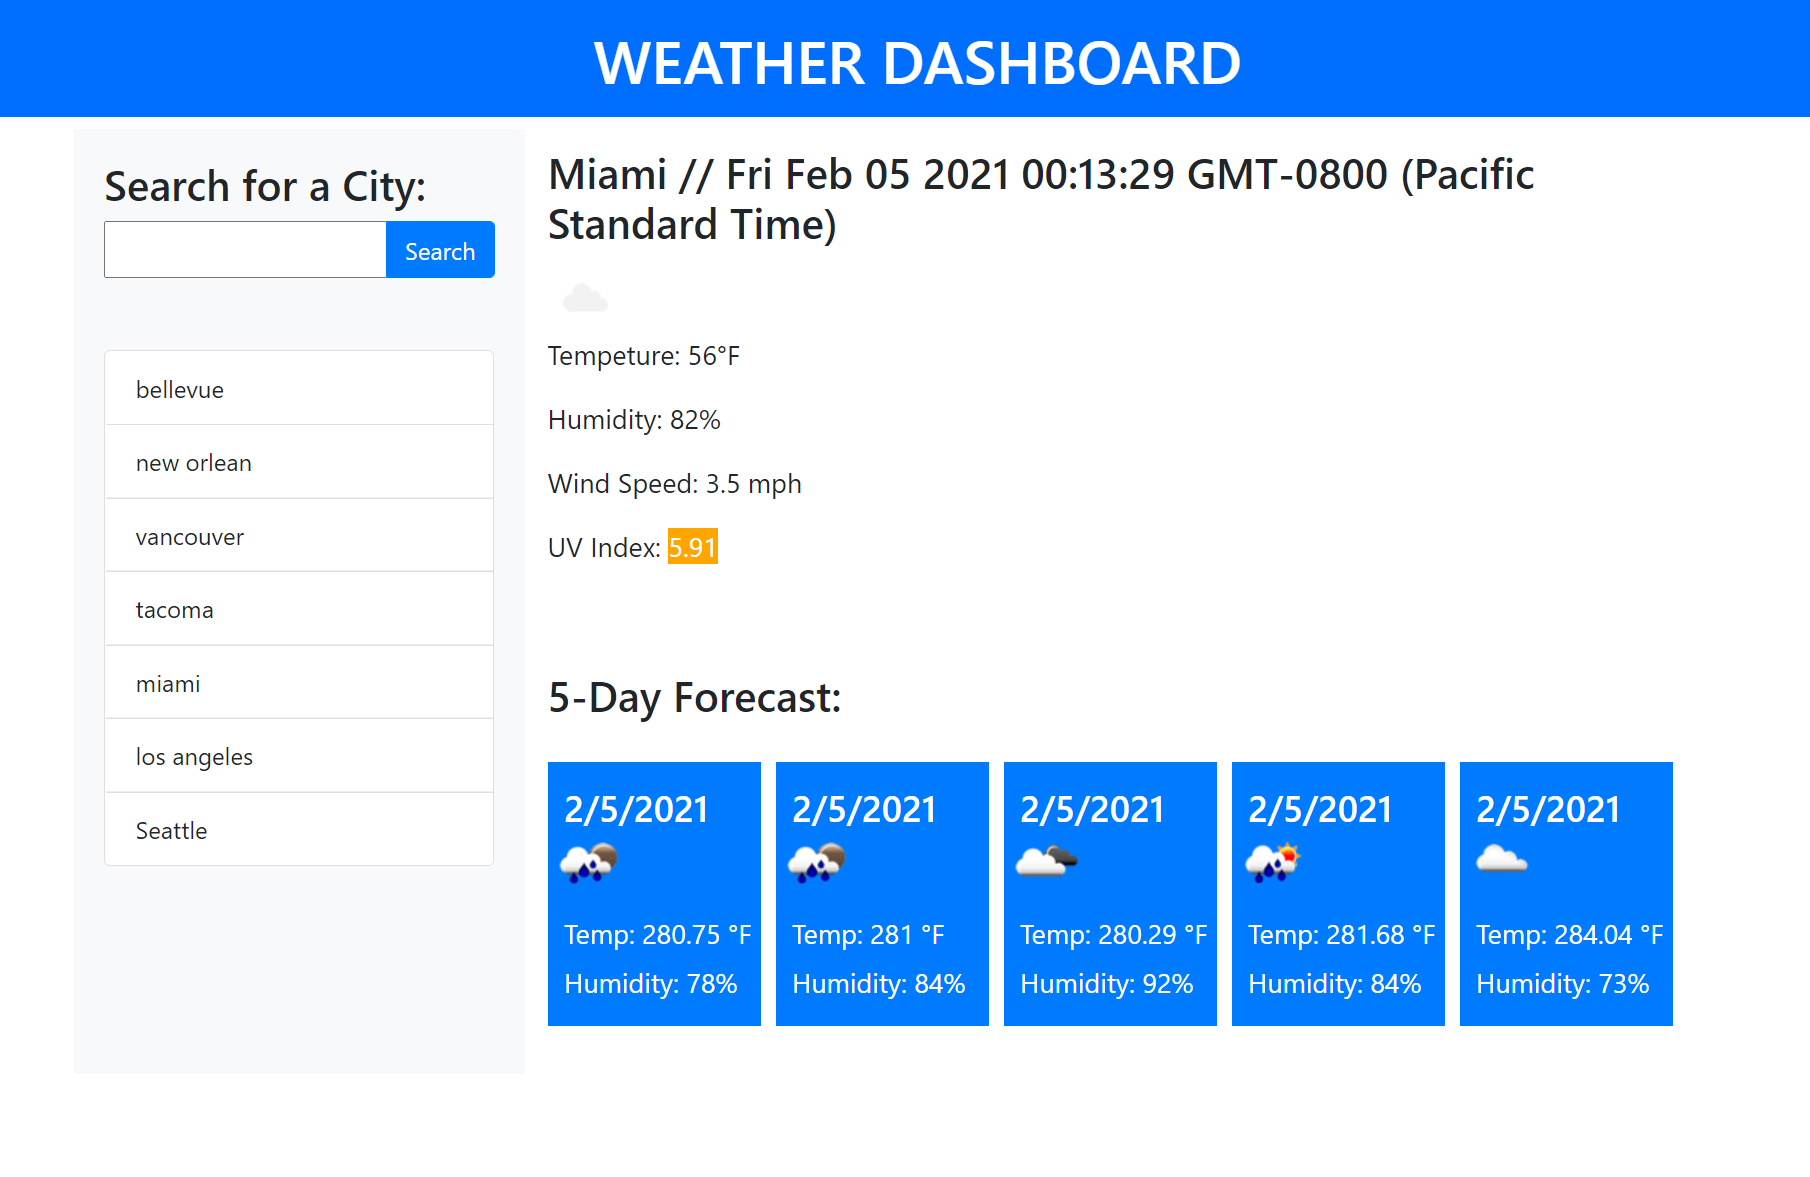 WEATHER DASHBOARD
Search for a City:
Search
bellevue
new orlean
vancouver
tacoma
miami
los angeles
Seattle
Miami // Fri Feb 05 2021 00:13:29 GMT-0800 (Pacific
Standard Time)
Tempeture: 56°F
Humidity: 82%
Wind Speed: 3.5 mph
UV Index: 5.91
5-Day Forecast:
2/5/2021
Temp: 280.75 °F
Humidity: 78%
2/5/2021
Temp: 281 °F
Humidity: 84%
2/5/2021
Temp: 280.29 °F
Humidity: 92%
2/5/2021
Temp: 281.68 °F
Humidity: 84%
2/5/2021
Temp: 284.04 °F
Humidity: 73%